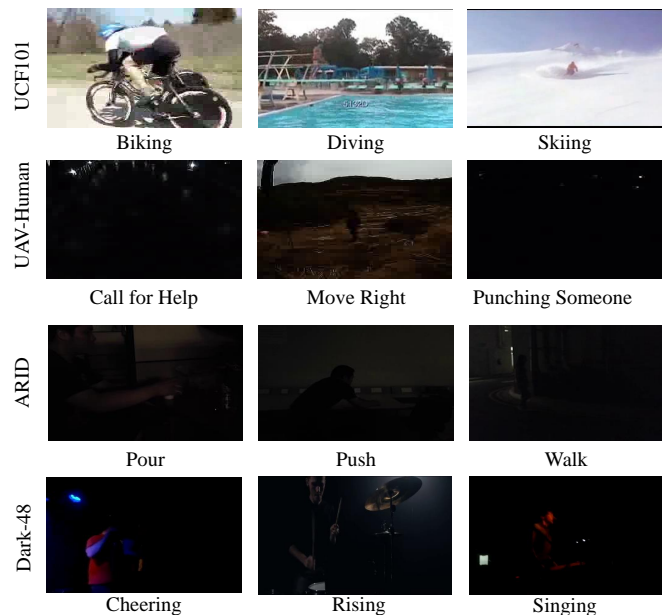 UCF101
Biking
Diving
Skiing
UAV-Human
Call for Help
Move Right
Punching Someone
ARID
Pour
Push
Walk
Dark-48
Cheering
Rising
Singing